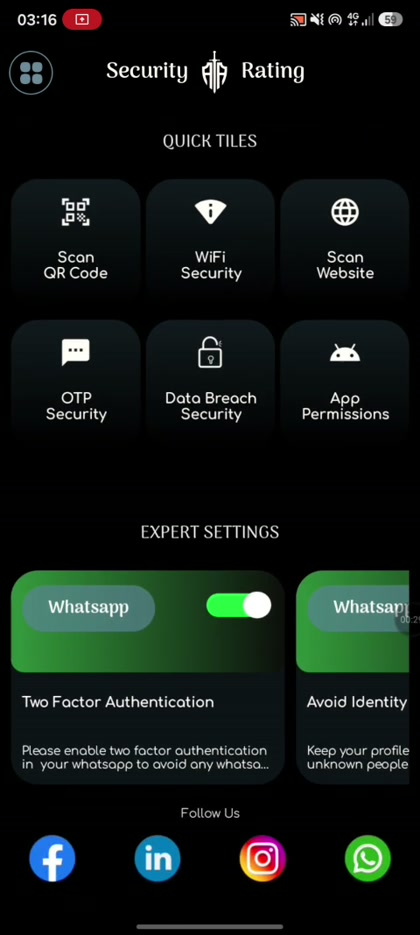 03:16
4G
59
Security Rating
QUICK TILES
Scan
QR Code
WiFi
Security
Scan
Website
OTP
Security
Data Breach
Security
App
Permissions
EXPERT SETTINGS
Whatsapp
Two Factor Authentication
Please enable two factor authentication
in your whatsapp to avoid any whatsa...
Whatsapp
Avoid Identity
Keep your profile
unknown people
Follow Us